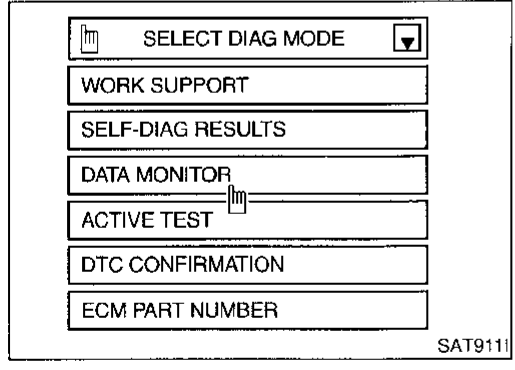 SELECT DIAG MODE
WORK SUPPORT
SELF-DIAG RESULTS
DATA MONITOR
ACTIVE TEST
DTC CONFIRMATION
ECM PART NUMBER
SAT911I